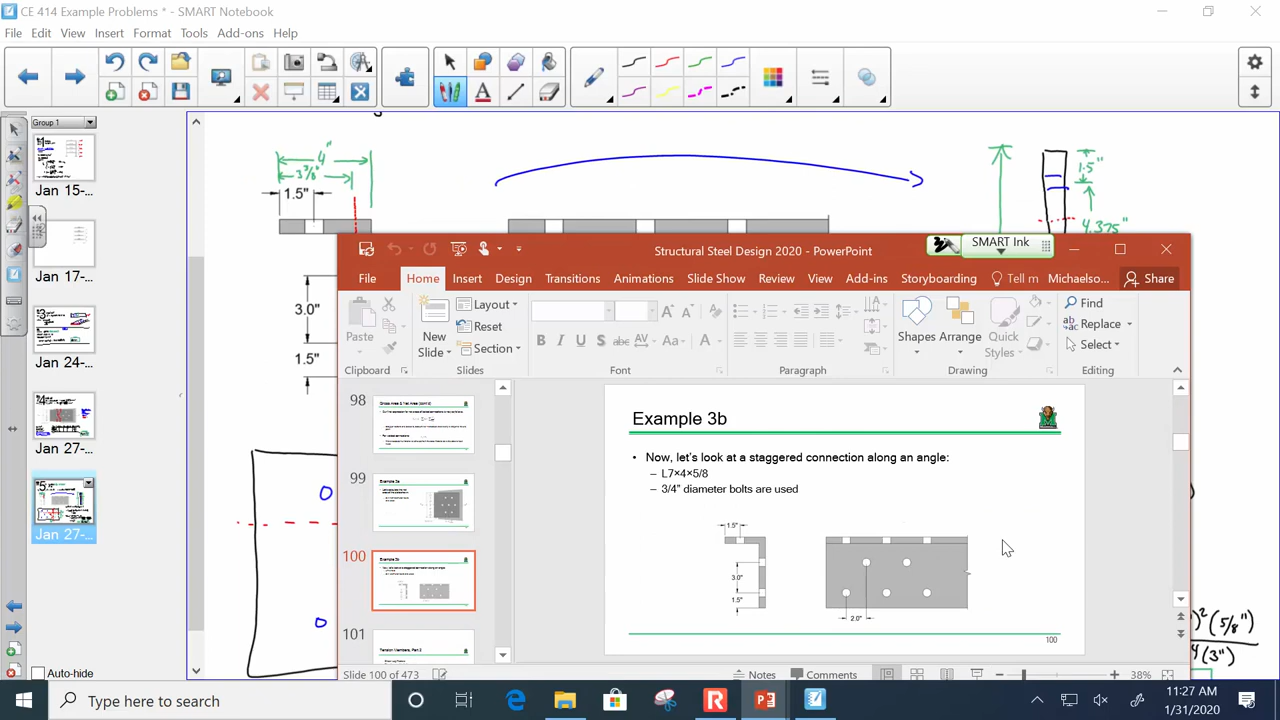 CE 414 Example Problems * - SMART Notebook
File Edit View Insert Format Tools Add-ons Help
Group 1
Jan 15-...
Jan 17-...
Jan 24-...
Jan 27-...
Jan 27-...
Auto-hide
4"
3 7/8"
1.5"
3.0"
1.5"
1.5"
4.375"
)² (5/8")
(3")
Structural Steel Design 2020 - PowerPoint
SMART Ink
File Home Insert Design Transitions Animations Slide Show Review View Add-ins Storyboarding Tell m Michaelso... Share
Paste
New
Slide
Layout
Reset
Section
B I U S abc AV Aa A
Shapes Arrange Quick
Styles
Find
Replace
Select
Clipboard Slides Font Paragraph Drawing Editing
98
99
100
101
Example 3b
• Now, let's look at a staggered connection along an angle:
– L7×4×5/8
– 3/4" diameter bolts are used
1.5"
3.0"
1.5"
2.0"
100
Slide 100 of 473 Notes Comments 38%
Type here to search
11:27 AM
1/31/2020